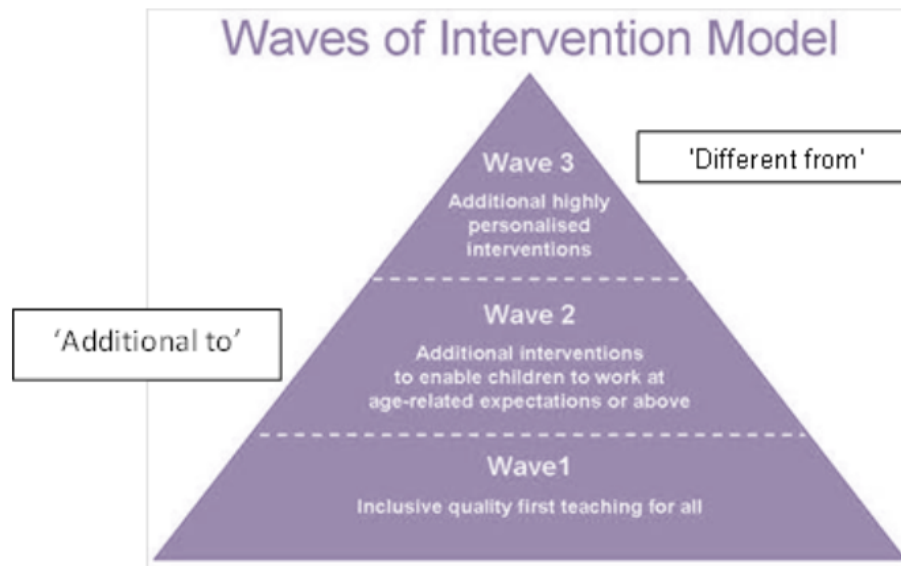 Waves of Intervention Model
'Different from'
Wave 3
Additional highly
personalised
interventions
‘Additional to’
Wave 2
Additional interventions
to enable children to work at
age-related expectations or above
Wave1
Inclusive quality first teaching for all